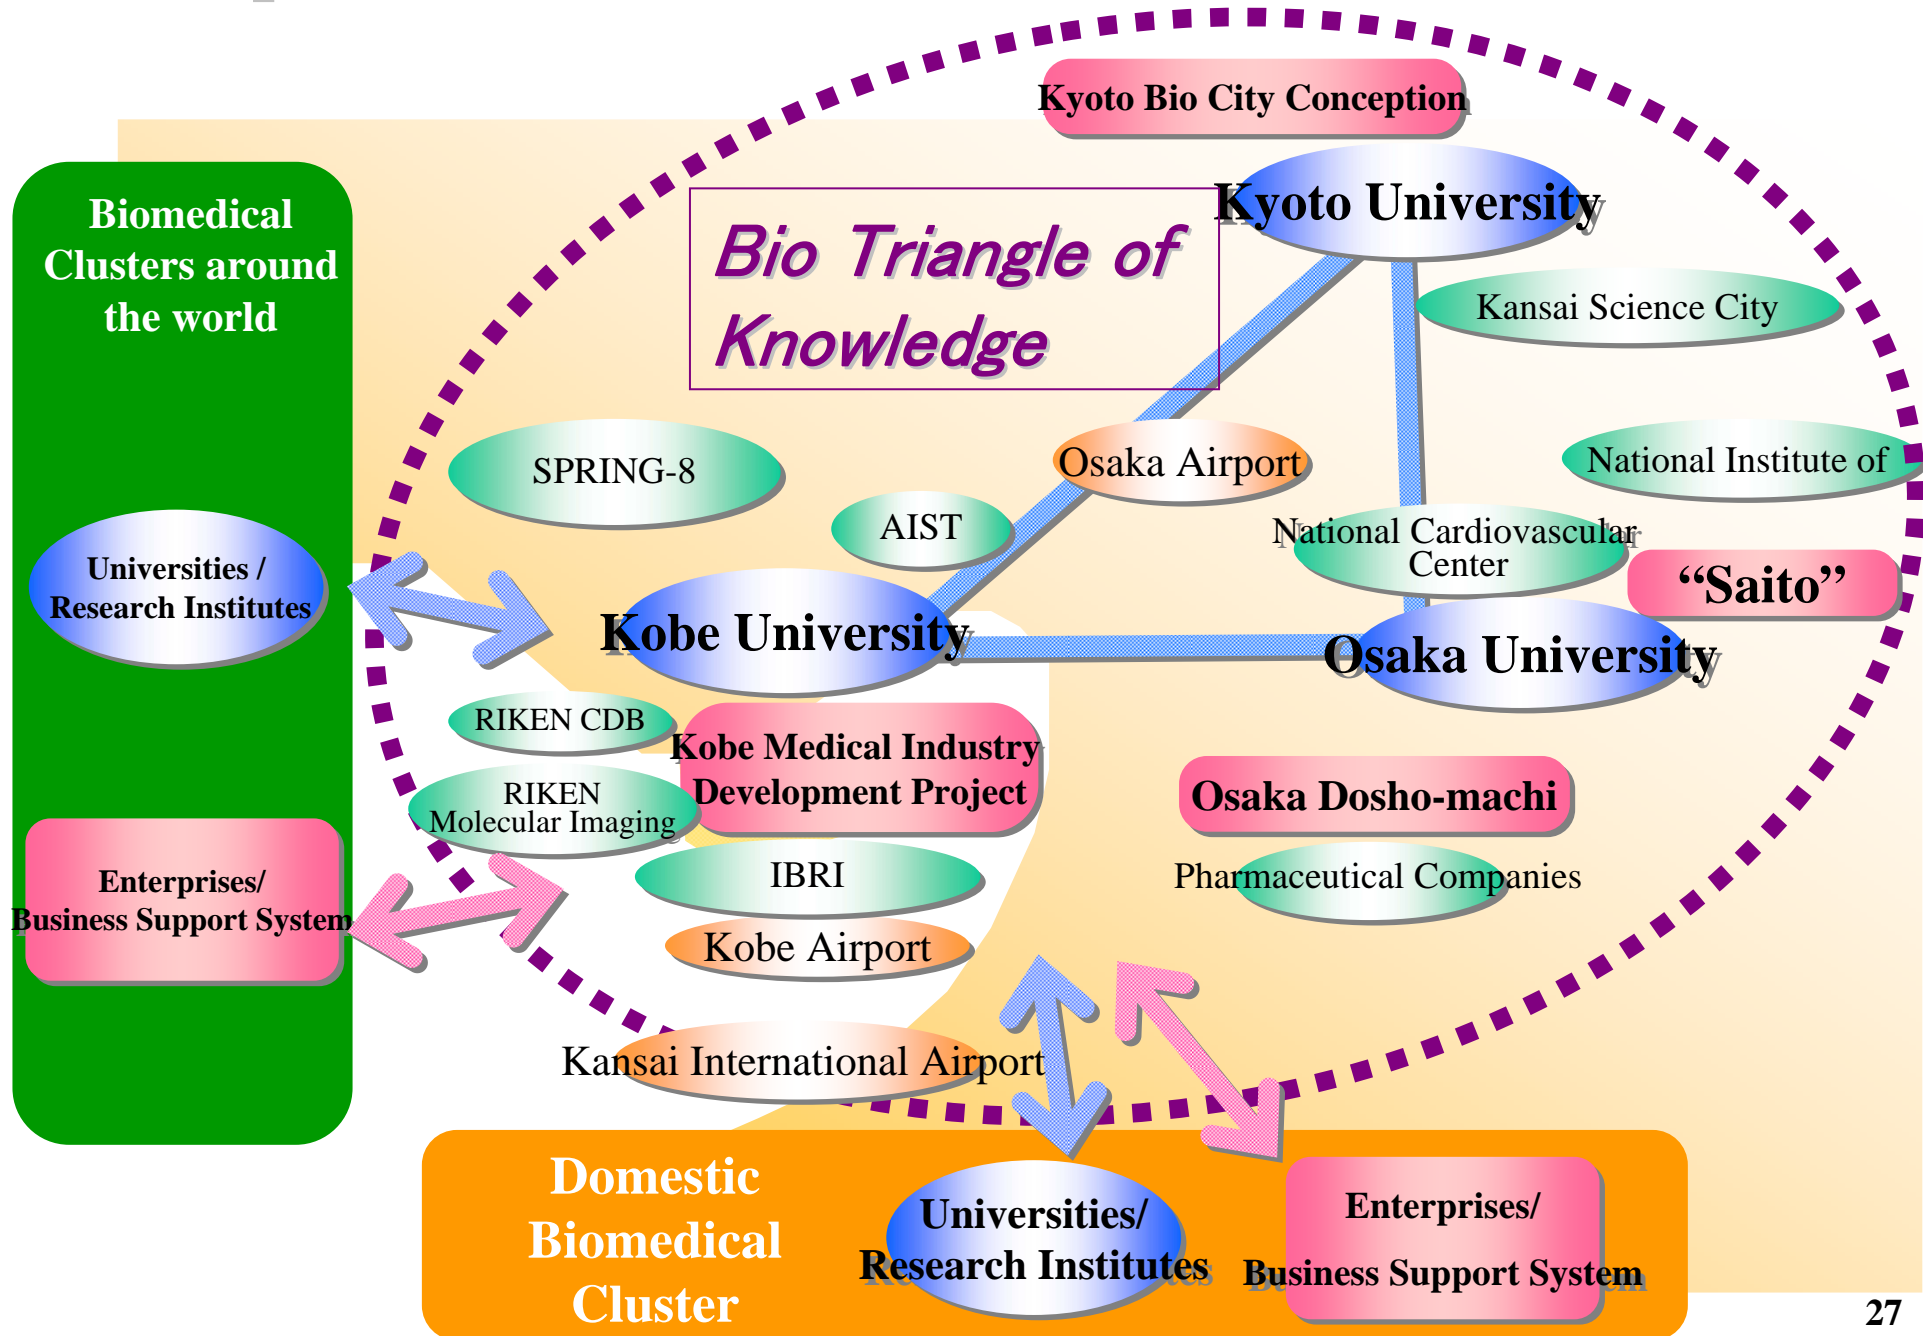 Kyoto Bio City Conception
Kyoto University
Biomedical
Clusters around
the world
Bio Triangle of
Knowledge
Kansai Science City
SPRING-8
Osaka Airport
National Institute of
AIST
National Cardiovascular
Center
"Saito"
Universities /
Research Institutes
Kobe University
Osaka University
RIKEN CDB
Kobe Medical Industry
Development Project
RIKEN
Molecular Imaging
Osaka Dosho-machi
IBRI
Pharmaceutical Companies
Enterprises/
Business Support System
Kobe Airport
Kansai International Airport
Domestic
Biomedical
Cluster
Universities/
Research Institutes
Enterprises/
Business Support System
27